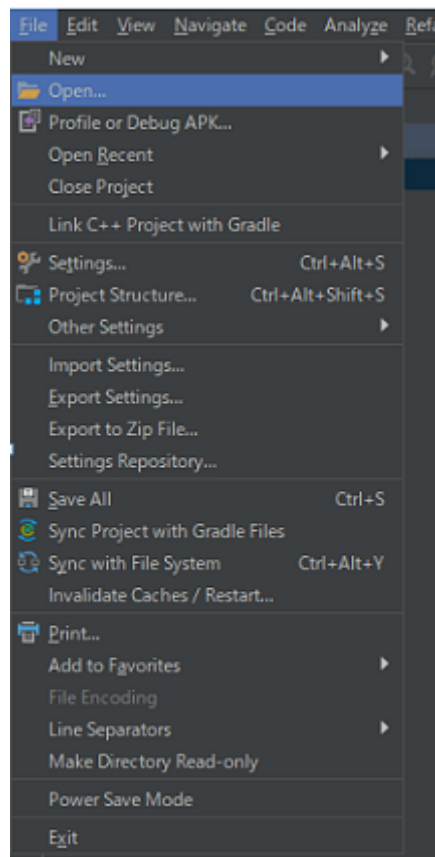 File Edit View Navigate Code Analyze Refa
New
Open...
Profile or Debug APK...
Open Recent
Close Project
Link C++ Project with Gradle
Settings... Ctrl+Alt+S
Project Structure... Ctrl+Alt+Shift+S
Other Settings
Import Settings...
Export Settings...
Export to Zip File...
Settings Repository...
Save All Ctrl+S
Sync Project with Gradle Files
Sync with File System Ctrl+Alt+Y
Invalidate Caches / Restart...
Print...
Add to Favorites
File Encoding
Line Separators
Make Directory Read-only
Power Save Mode
Exit